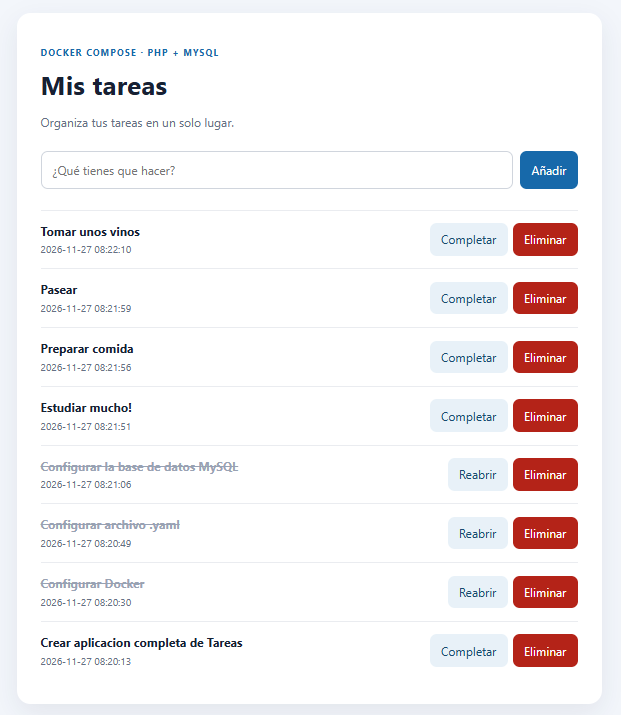 DOCKER COMPOSE · PHP + MYSQL
Mis tareas
Organiza tus tareas en un solo lugar.
¿Qué tienes que hacer? Añadir
Tomar unos vinos
2026-11-27 08:22:10
Completar Eliminar
Pasear
2026-11-27 08:21:59
Completar Eliminar
Preparar comida
2026-11-27 08:21:56
Completar Eliminar
Estudiar mucho!
2026-11-27 08:21:51
Completar Eliminar
Configurar la base de datos MySQL
2026-11-27 08:21:06
Reabrir Eliminar
Configurar archivo .yaml
2026-11-27 08:20:49
Reabrir Eliminar
Configurar Docker
2026-11-27 08:20:30
Reabrir Eliminar
Crear aplicacion completa de Tareas
2026-11-27 08:20:13
Completar Eliminar